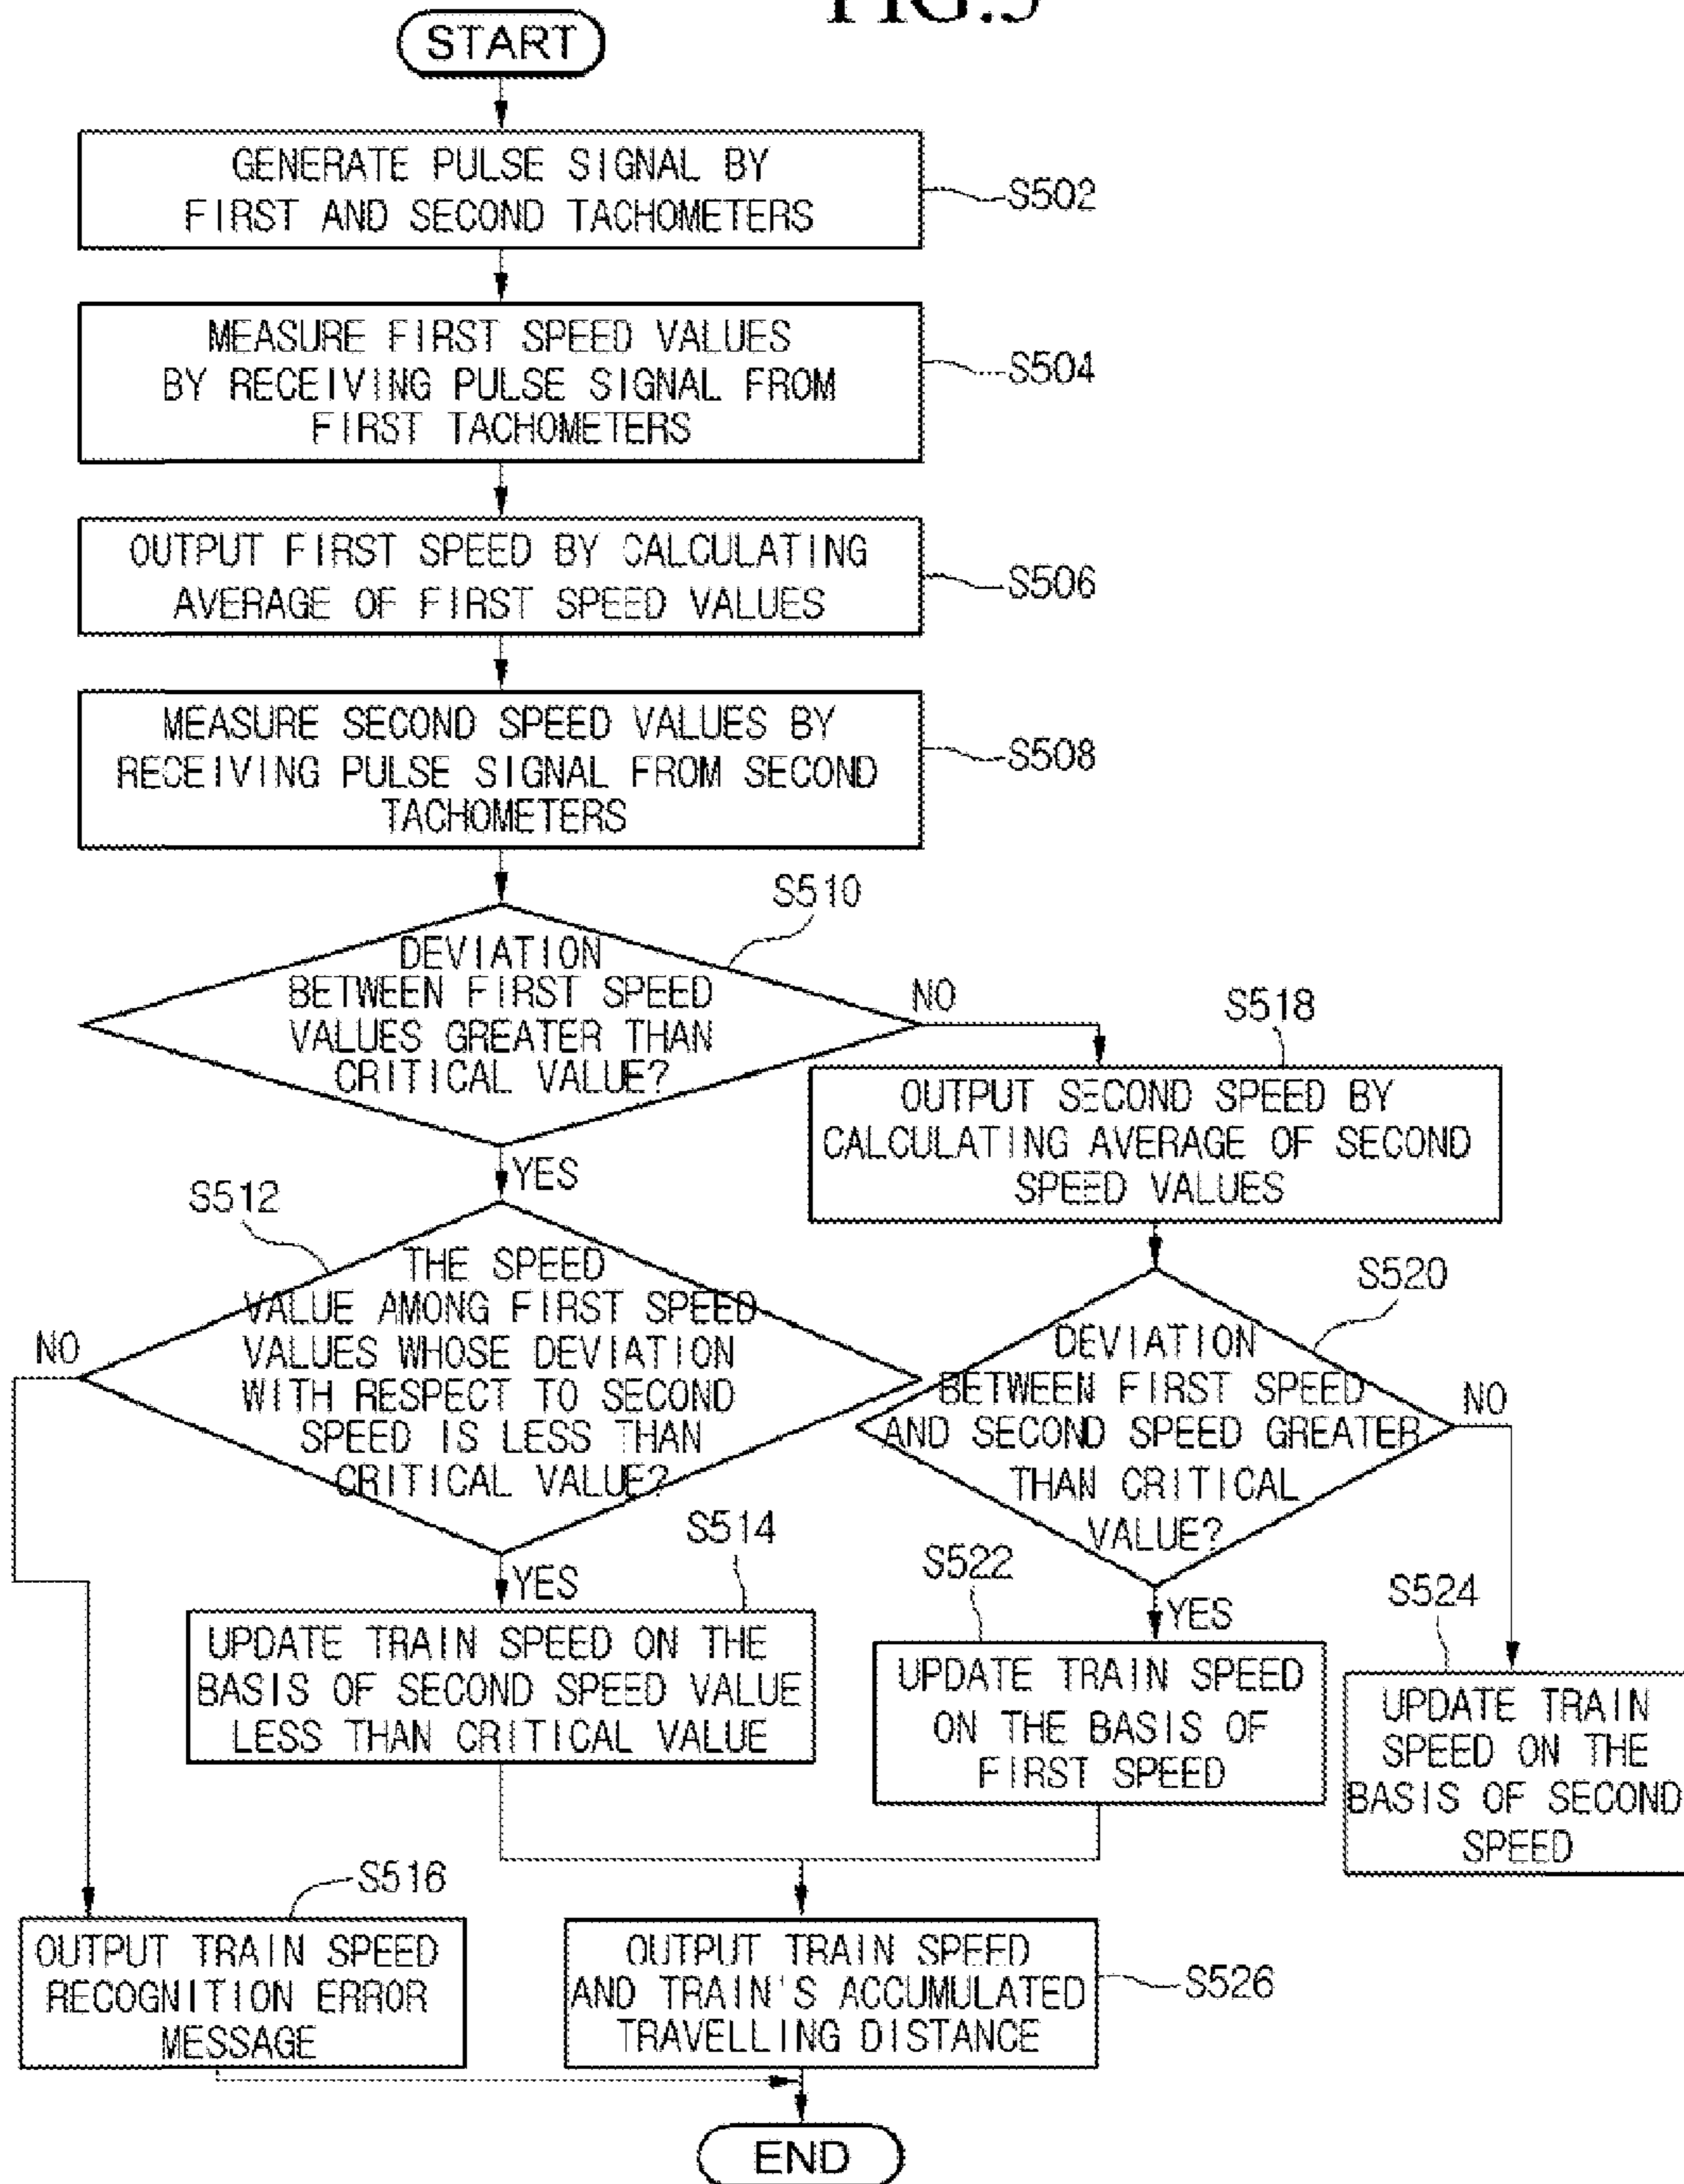 FIG.5
START
GENERATE PULSE SIGNAL BY
FIRST AND SECOND TACHOMETERS
S502
MEASURE FIRST SPEED VALUES
BY RECEIVING PULSE SIGNAL FROM
FIRST TACHOMETERS
S504
OUTPUT FIRST SPEED BY CALCULATING
AVERAGE OF FIRST SPEED VALUES
S506
MEASURE SECOND SPEED VALUES BY
RECEIVING PULSE SIGNAL FROM SECOND
TACHOMETERS
S508
S510
DEVIATION
BETWEEN FIRST SPEED
VALUES GREATER THAN
CRITICAL VALUE?
NO
YES
S518
OUTPUT SECOND SPEED BY
CALCULATING AVERAGE OF SECOND
SPEED VALUES
S512
THE SPEED
VALUE AMONG FIRST SPEED
VALUES WHOSE DEVIATION
WITH RESPECT TO SECOND
SPEED IS LESS THAN
CRITICAL VALUE?
NO
YES
S520
DEVIATION
BETWEEN FIRST SPEED
AND SECOND SPEED GREATER
THAN CRITICAL
VALUE?
NO
YES
S514
UPDATE TRAIN SPEED ON THE
BASIS OF SECOND SPEED VALUE
LESS THAN CRITICAL VALUE
S522
UPDATE TRAIN SPEED
ON THE BASIS OF
FIRST SPEED
S524
UPDATE TRAIN
SPEED ON THE
BASIS OF SECOND
SPEED
S516
OUTPUT TRAIN SPEED
RECOGNITION ERROR
MESSAGE
OUTPUT TRAIN SPEED
AND TRAIN'S ACCUMULATED
TRAVELLING DISTANCE
S526
END